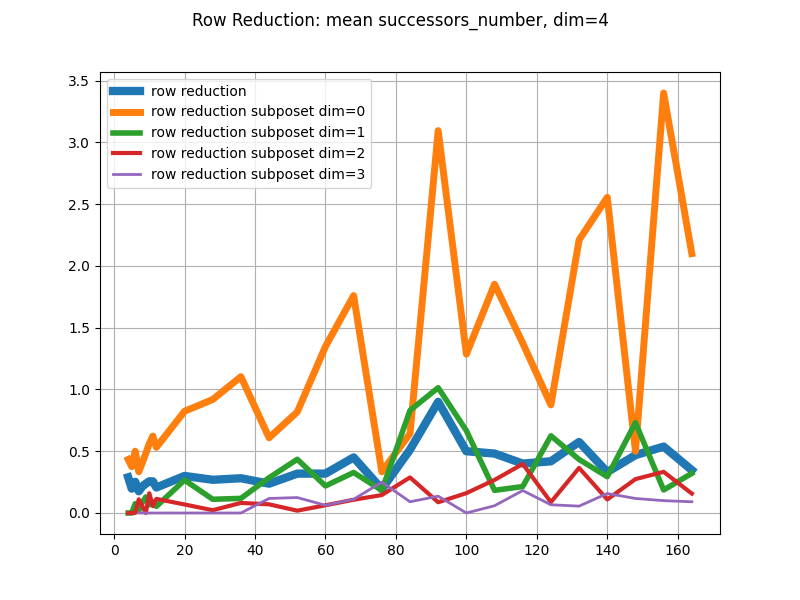 Row Reduction: mean successors_number, dim=4
3.5
3.0
2.5
2.0
1.5
1.0
0.5
0.0
row reduction
row reduction subposet dim=0
row reduction subposet dim=1
row reduction subposet dim=2
row reduction subposet dim=3
0 20 40 60 80 100 120 140 160